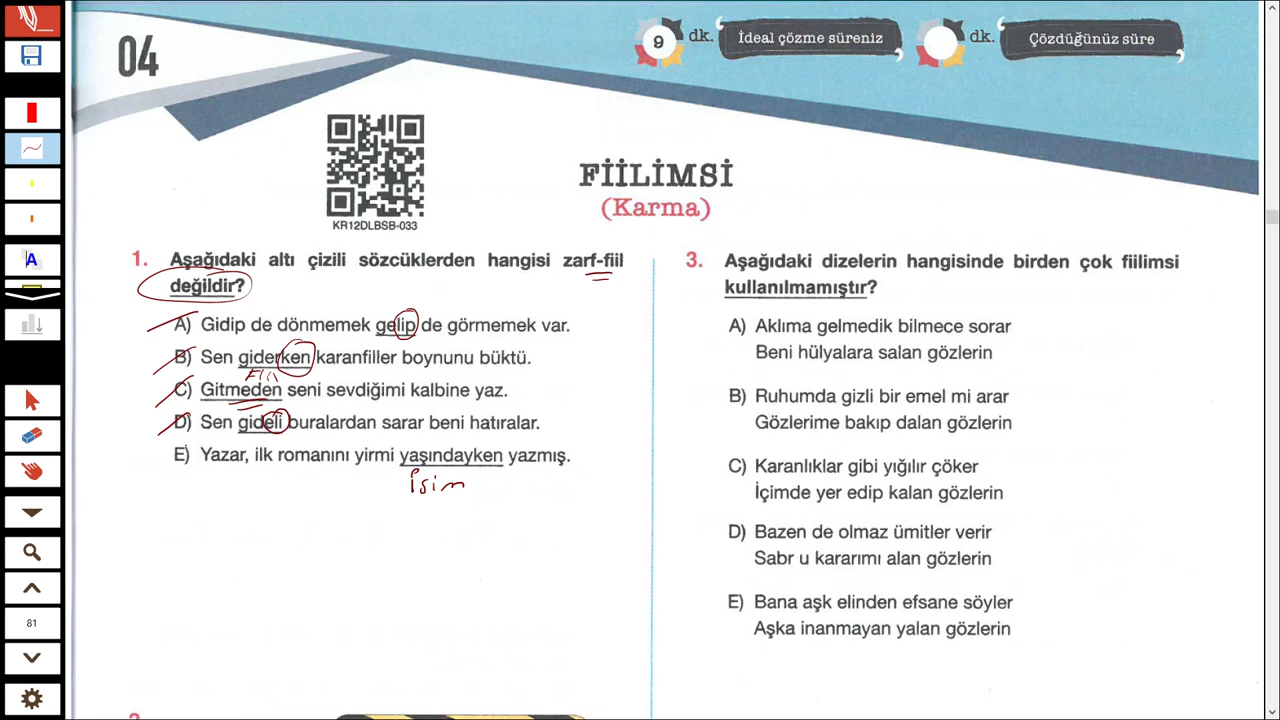 04
9 dk. İdeal çözme süreniz
dk. Çözdüğünüz süre
KR12DLBSB-033
FİİLİMSİ
(Karma)
1. Aşağıdaki altı çizili sözcüklerden hangisi zarf-fiil
değildir?
A) Gidip de dönmemek gelip de görmemek var.
B) Sen giderken karanfiller boynunu büktü.
C) Gitmeden seni sevdiğimi kalbine yaz.
D) Sen gideli buralardan sarar beni hatıralar.
E) Yazar, ilk romanını yirmi yaşındayken yazmış.
İsim
3. Aşağıdaki dizelerin hangisinde birden çok fiilimsi
kullanılmamıştır?
A) Aklıma gelmedik bilmece sorar
Beni hülyalara salan gözlerin
B) Ruhumda gizli bir emel mi arar
Gözlerime bakıp dalan gözlerin
C) Karanlıklar gibi yığılır çöker
İçimde yer edip kalan gözlerin
D) Bazen de olmaz ümitler verir
Sabr u kararımı alan gözlerin
E) Bana aşk elinden efsane söyler
Aşka inanmayan yalan gözlerin
A
81